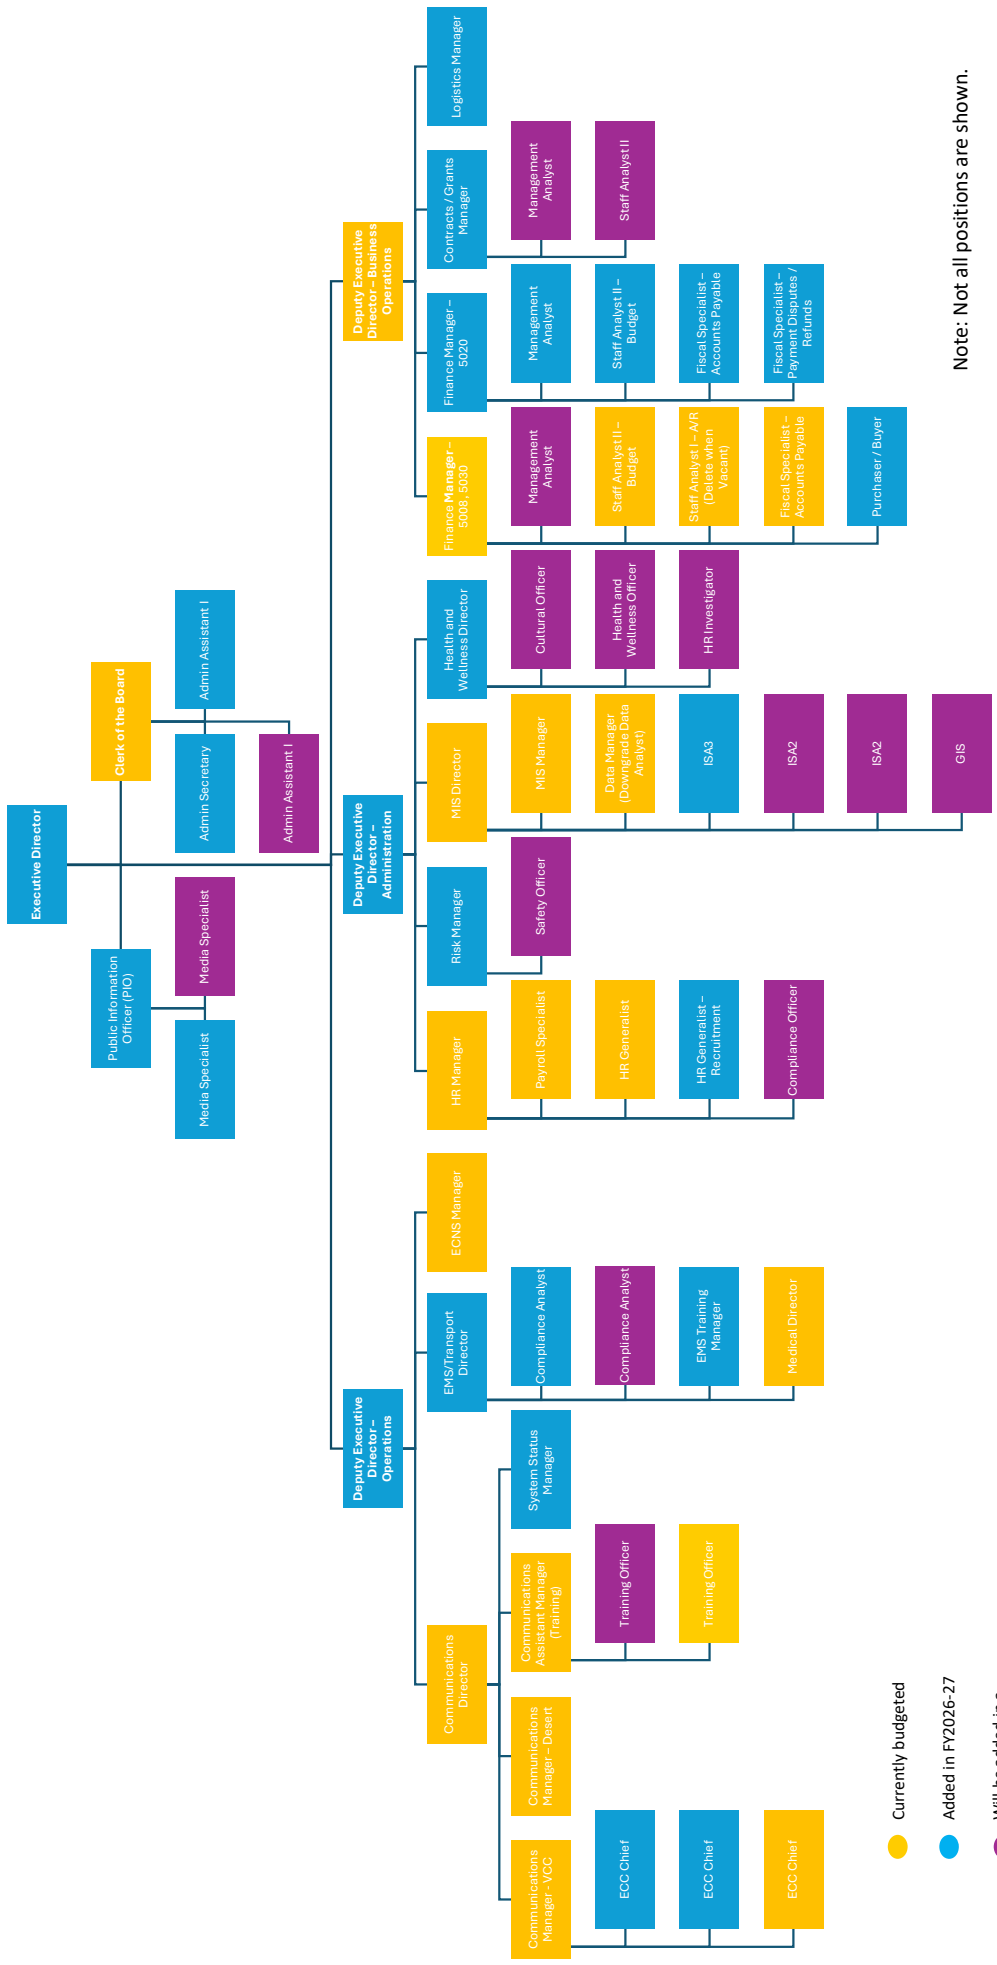 Executive Director
Public Information
Officer (PIO)
Clerk of the Board
Media Specialist
Media Specialist
Admin Secretary
Admin Assistant I
Admin Assistant I
Deputy Executive
Director –
Operations
Deputy Executive
Director –
Administration
Deputy Executive
Director – Business
Operations
Communications
Director
EMS/Transport
Director
ECNS Manager
HR Manager
Risk Manager
MIS Director
Health and
Wellness Director
Finance Manager –
5008, 5030
Finance Manager –
5020
Contracts / Grants
Manager
Logistics Manager
Communications
Manager - VCC
Communications
Manager – Desert
Communications
Assistant Manager
(Training)
System Status
Manager
ECC Chief
ECC Chief
ECC Chief
Training Officer
Training Officer
Compliance Analyst
Compliance Analyst
EMS Training
Manager
Medical Director
Payroll Specialist
HR Generalist
HR Generalist –
Recruitment
Compliance Officer
Safety Officer
MIS Manager
Data Manager
(Downgrade Data
Analyst)
ISA3
ISA2
ISA2
GIS
Cultural Officer
Health and
Wellness Officer
HR Investigator
Management
Analyst
Staff Analyst II –
Budget
Staff Analyst I – A/R
(Delete when
Vacant)
Fiscal Specialist –
Accounts Payable
Purchaser / Buyer
Management
Analyst
Staff Analyst II –
Budget
Fiscal Specialist –
Accounts Payable
Fiscal Specialist –
Payment Disputes /
Refunds
Management
Analyst
Staff Analyst II
Currently budgeted
Added in FY2026-27
Note: Not all positions are shown.